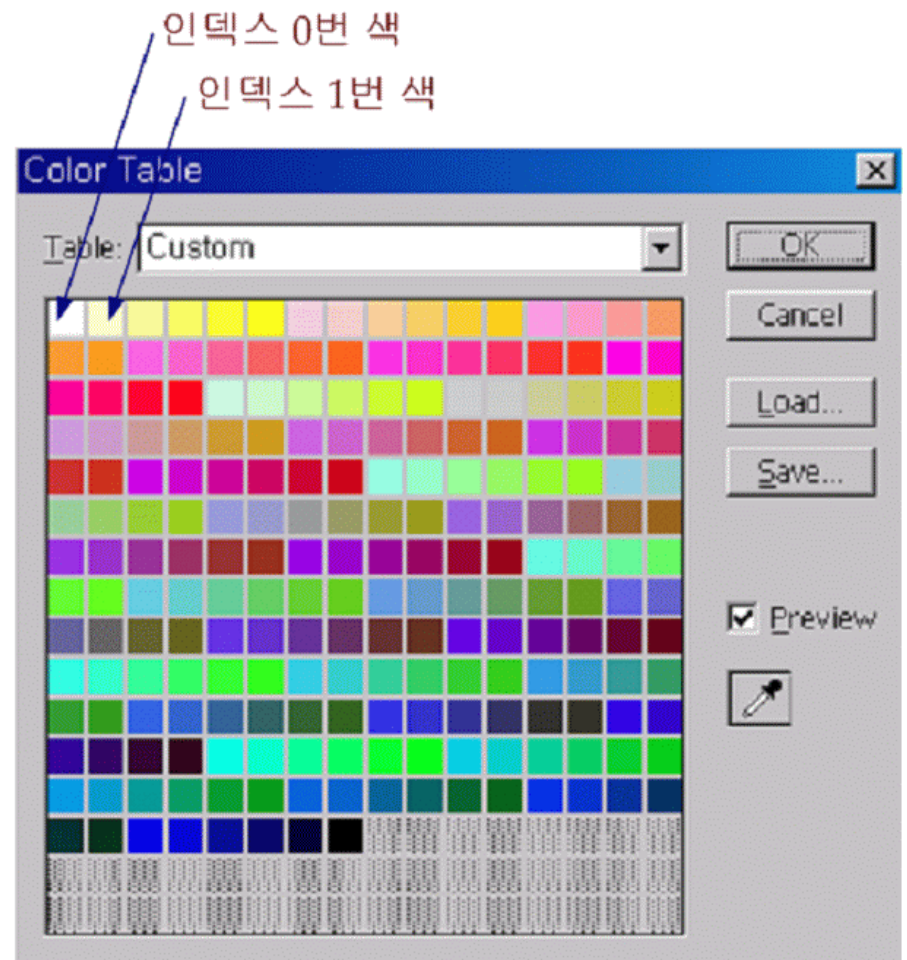 인덱스 0번 색
인덱스 1번 색
Color Table
Table: Custom
OK
Cancel
Load...
Save...
Preview